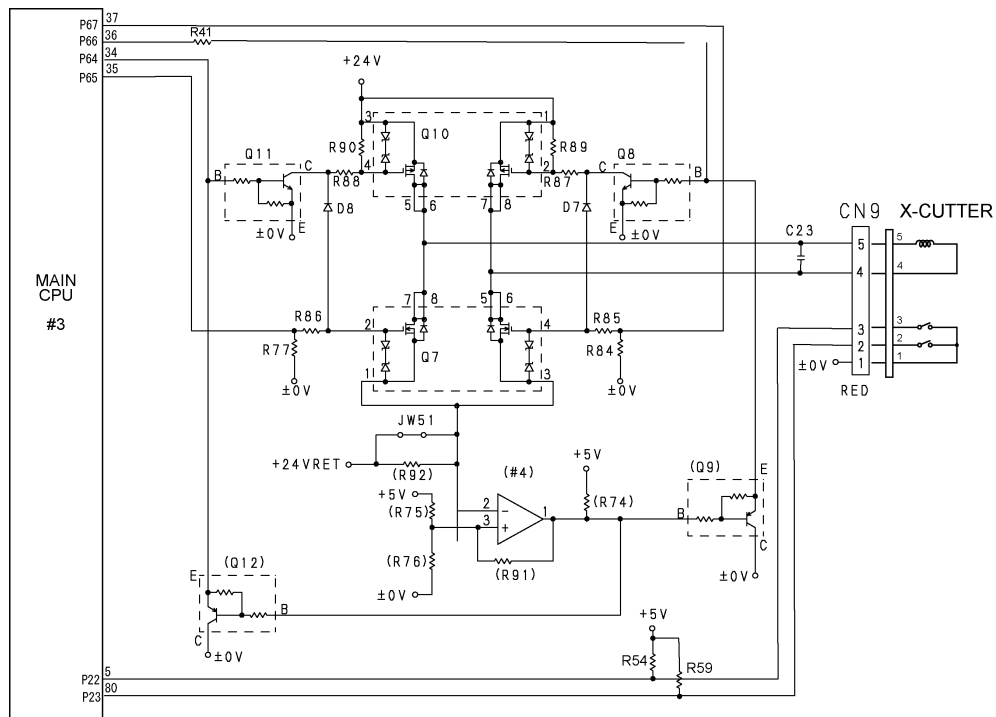 37
P67
36
P66
R41
34
P64
35
P65
+24V
3
1
Q10
R90
R89
Q11
Q8
B
C
4
2
C
B
R88
R87
5 6
7 8
D8
D7
E
±0V
E
±0V
CN9
X-CUTTER
C23
5
5
4
4
MAIN
CPU
#3
7 8
5 6
R86
R85
2
4
3
3
R77
Q7
R84
2
2
1
3
±0V
1
1
±0V
±0V
RED
JW51
+24VRET
(R92)
(#4)
+5V
(Q9)
E
+5V
(R75)
2
−
3
+
1
(R74)
B
(R76)
(R91)
C
±0V
±0V
(Q12)
E
B
C
±0V
+5V
R54
R59
5
P22
80
P23